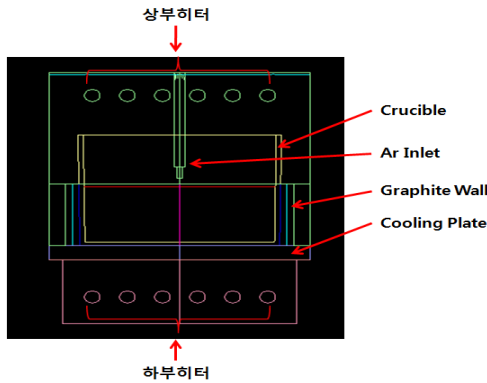 상부히터
Crucible
Ar Inlet
Graphite Wall
Cooling Plate
하부히터